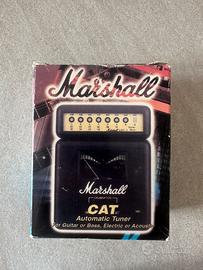 Marshall
Marshall
CAT
Automatic Tuner
For Guitar or Bass, Electric or Acoustic